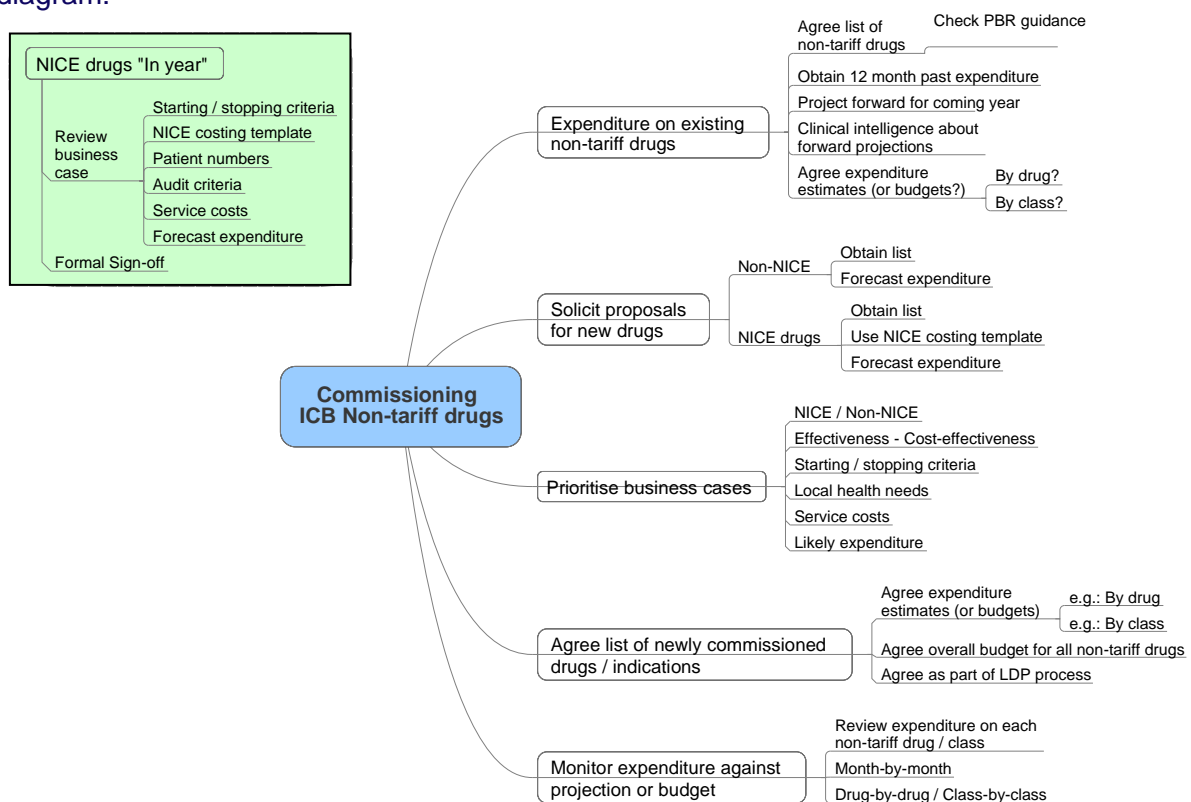 diagram.
NICE drugs "In year"
Review
business
case
Starting / stopping criteria
NICE costing template
Patient numbers
Audit criteria
Service costs
Forecast expenditure
Formal Sign-off
Commissioning
ICB Non-tariff drugs
Expenditure on existing
non-tariff drugs
Agree list of
non-tariff drugs
Check PBR guidance
Obtain 12 month past expenditure
Project forward for coming year
Clinical intelligence about
forward projections
Agree expenditure
estimates (or budgets?)
By drug?
By class?
Solicit proposals
for new drugs
Non-NICE
Obtain list
Forecast expenditure
NICE drugs
Obtain list
Use NICE costing template
Forecast expenditure
Prioritise business cases
NICE / Non-NICE
Effectiveness - Cost-effectiveness
Starting / stopping criteria
Local health needs
Service costs
Likely expenditure
Agree list of newly commissioned
drugs / indications
Agree expenditure
estimates (or budgets)
e.g.: By drug
e.g.: By class
Agree overall budget for all non-tariff drugs
Agree as part of LDP process
Monitor expenditure against
projection or budget
Review expenditure on each
non-tariff drug / class
Month-by-month
Drug-by-drug / Class-by-class